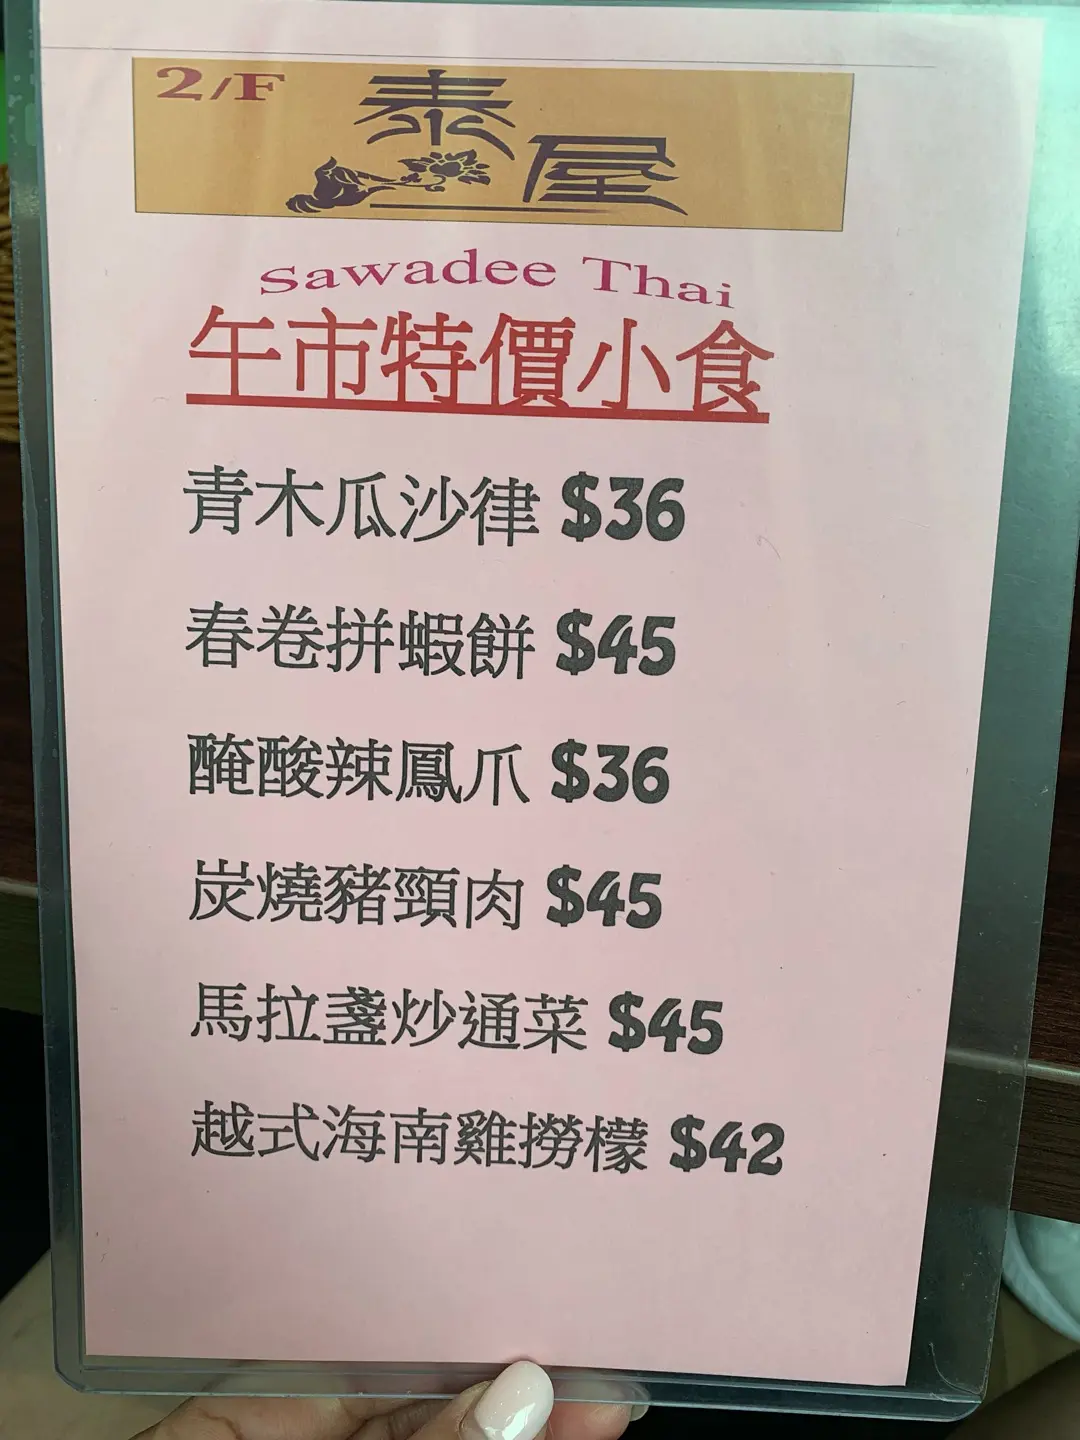 2/F
泰屋
Sawadee Thai
午市特價小食
青木瓜沙律 $36
春卷拼蝦餅 $45
醃酸辣鳳爪 $36
炭燒豬頸肉 $45
馬拉盞炒通菜 $45
越式海南雞撈檬 $42